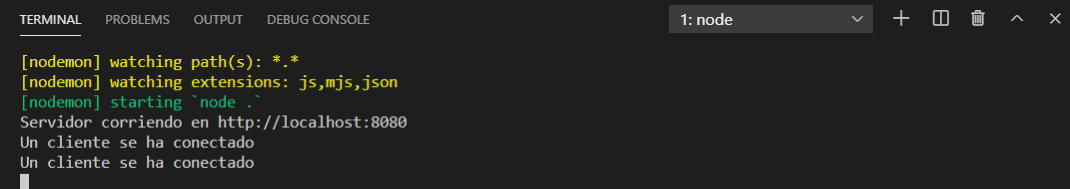 TERMINAL PROBLEMS OUTPUT DEBUG CONSOLE 1: node
[nodemon] watching path(s): *.*
[nodemon] watching extensions: js,mjs,json
[nodemon] starting `node .`
Servidor corriendo en http://localhost:8080
Un cliente se ha conectado
Un cliente se ha conectado